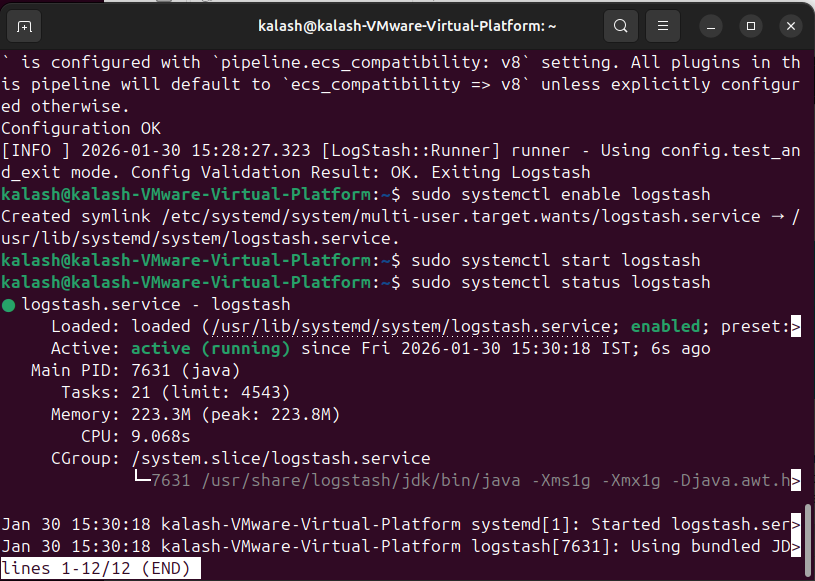 kalash@kalash-VMware-Virtual-Platform: ~
` is configured with `pipeline.ecs_compatibility: v8` setting. All plugins in th
is pipeline will default to `ecs_compatibility => v8` unless explicitly configur
ed otherwise.
Configuration OK
[INFO ] 2026-01-30 15:28:27.323 [LogStash::Runner] runner - Using config.test_an
d_exit mode. Config Validation Result: OK. Exiting Logstash
kalash@kalash-VMware-Virtual-Platform:~$ sudo systemctl enable logstash
Created symlink /etc/systemd/system/multi-user.target.wants/logstash.service → /
usr/lib/systemd/system/logstash.service.
kalash@kalash-VMware-Virtual-Platform:~$ sudo systemctl start logstash
kalash@kalash-VMware-Virtual-Platform:~$ sudo systemctl status logstash
● logstash.service - logstash
     Loaded: loaded (/usr/lib/systemd/system/logstash.service; enabled; preset:>
     Active: active (running) since Fri 2026-01-30 15:30:18 IST; 6s ago
   Main PID: 7631 (java)
      Tasks: 21 (limit: 4543)
     Memory: 223.3M (peak: 223.8M)
        CPU: 9.068s
     CGroup: /system.slice/logstash.service
             └─7631 /usr/share/logstash/jdk/bin/java -Xms1g -Xmx1g -Djava.awt.h>
Jan 30 15:30:18 kalash-VMware-Virtual-Platform systemd[1]: Started logstash.ser>
Jan 30 15:30:18 kalash-VMware-Virtual-Platform logstash[7631]: Using bundled JD>
lines 1-12/12 (END)